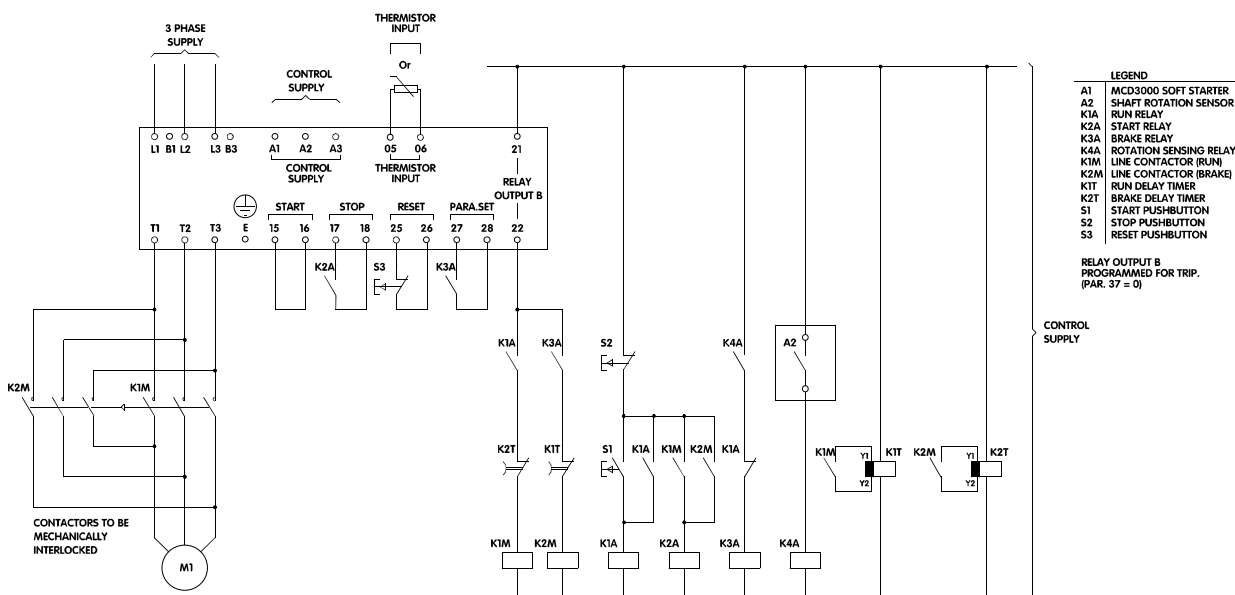 3 PHASE
SUPPLY
THERMISTOR
INPUT
Or
CONTROL
SUPPLY
L1 B1 L2 L3 B3 A1 A2 A3 05 06 21
CONTROL
SUPPLY
THERMISTOR
INPUT
RELAY
OUTPUT B
START STOP RESET PARA.SET
T1 T2 T3 E 15 16 17 18 25 26 27 28 22
K2A S3 K3A
LEGEND
A1 MCD3000 SOFT STARTER
A2 SHAFT ROTATION SENSOR
K1A RUN RELAY
K2A START RELAY
K3A BRAKE RELAY
K4A ROTATION SENSING RELAY
K1M LINE CONTACTOR (RUN)
K2M LINE CONTACTOR (BRAKE)
K1T RUN DELAY TIMER
K2T BRAKE DELAY TIMER
S1 START PUSHBUTTON
S2 STOP PUSHBUTTON
S3 RESET PUSHBUTTON
RELAY OUTPUT B
PROGRAMMED FOR TRIP.
(PAR. 37 = 0)
CONTROL
SUPPLY
K1A K3A S2 K4A A2
K2M K1M
K2T K1T S1 K1A K1M K2M K1A K1M Y1 K1T K2M Y1 K2T
Y2 Y2
CONTACTORS TO BE
MECHANICALLY
INTERLOCKED
K1M K2M K1A K2A K3A K4A
M1